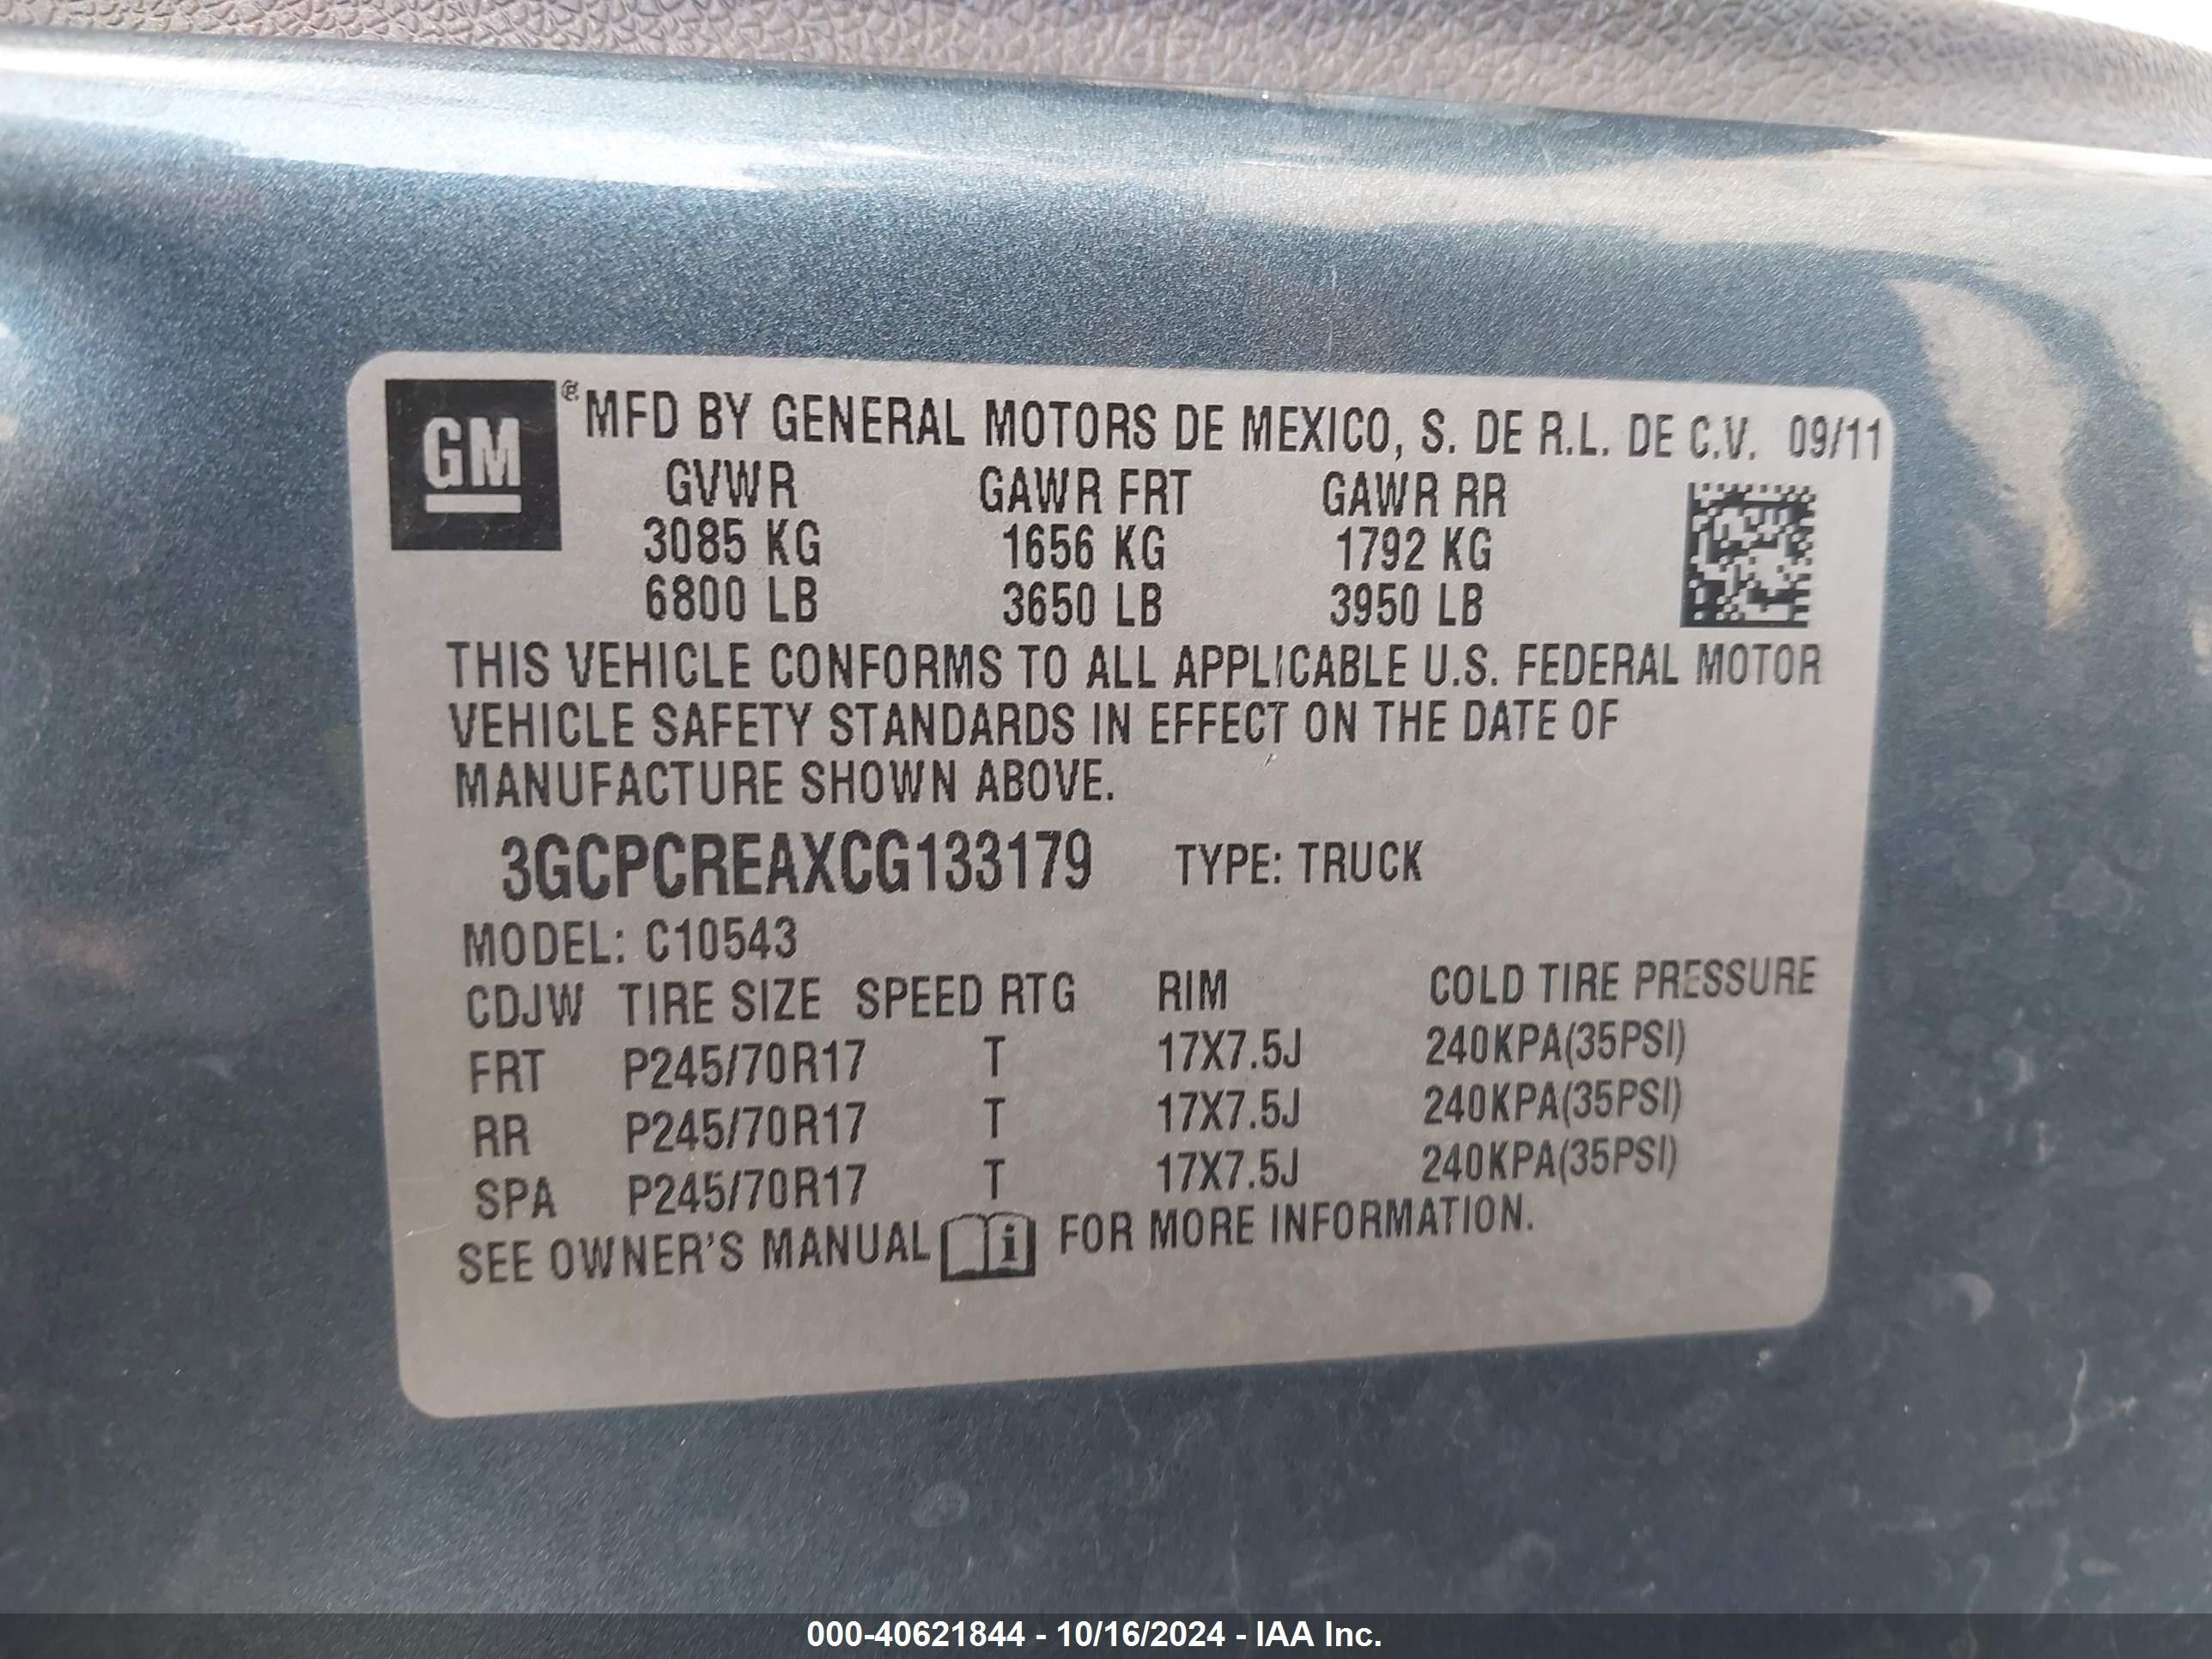 GM ® MFD BY GENERAL MOTORS DE MEXICO, S. DE R.L. DE C.V. 09/11
GVWR GAWR FRT GAWR RR
3085 KG 1656 KG 1792 KG
6800 LB 3650 LB 3950 LB
THIS VEHICLE CONFORMS TO ALL APPLICABLE U.S. FEDERAL MOTOR
VEHICLE SAFETY STANDARDS IN EFFECT ON THE DATE OF
MANUFACTURE SHOWN ABOVE.
3GCPCREAXCG133179 TYPE: TRUCK
MODEL: C10543
CDJW TIRE SIZE SPEED RTG RIM COLD TIRE PRESSURE
FRT P245/70R17 T 17X7.5J 240KPA(35PSI)
RR P245/70R17 T 17X7.5J 240KPA(35PSI)
SPA P245/70R17 T 17X7.5J 240KPA(35PSI)
SEE OWNER'S MANUAL i FOR MORE INFORMATION.
000-40621844 - 10/16/2024 - IAA Inc.